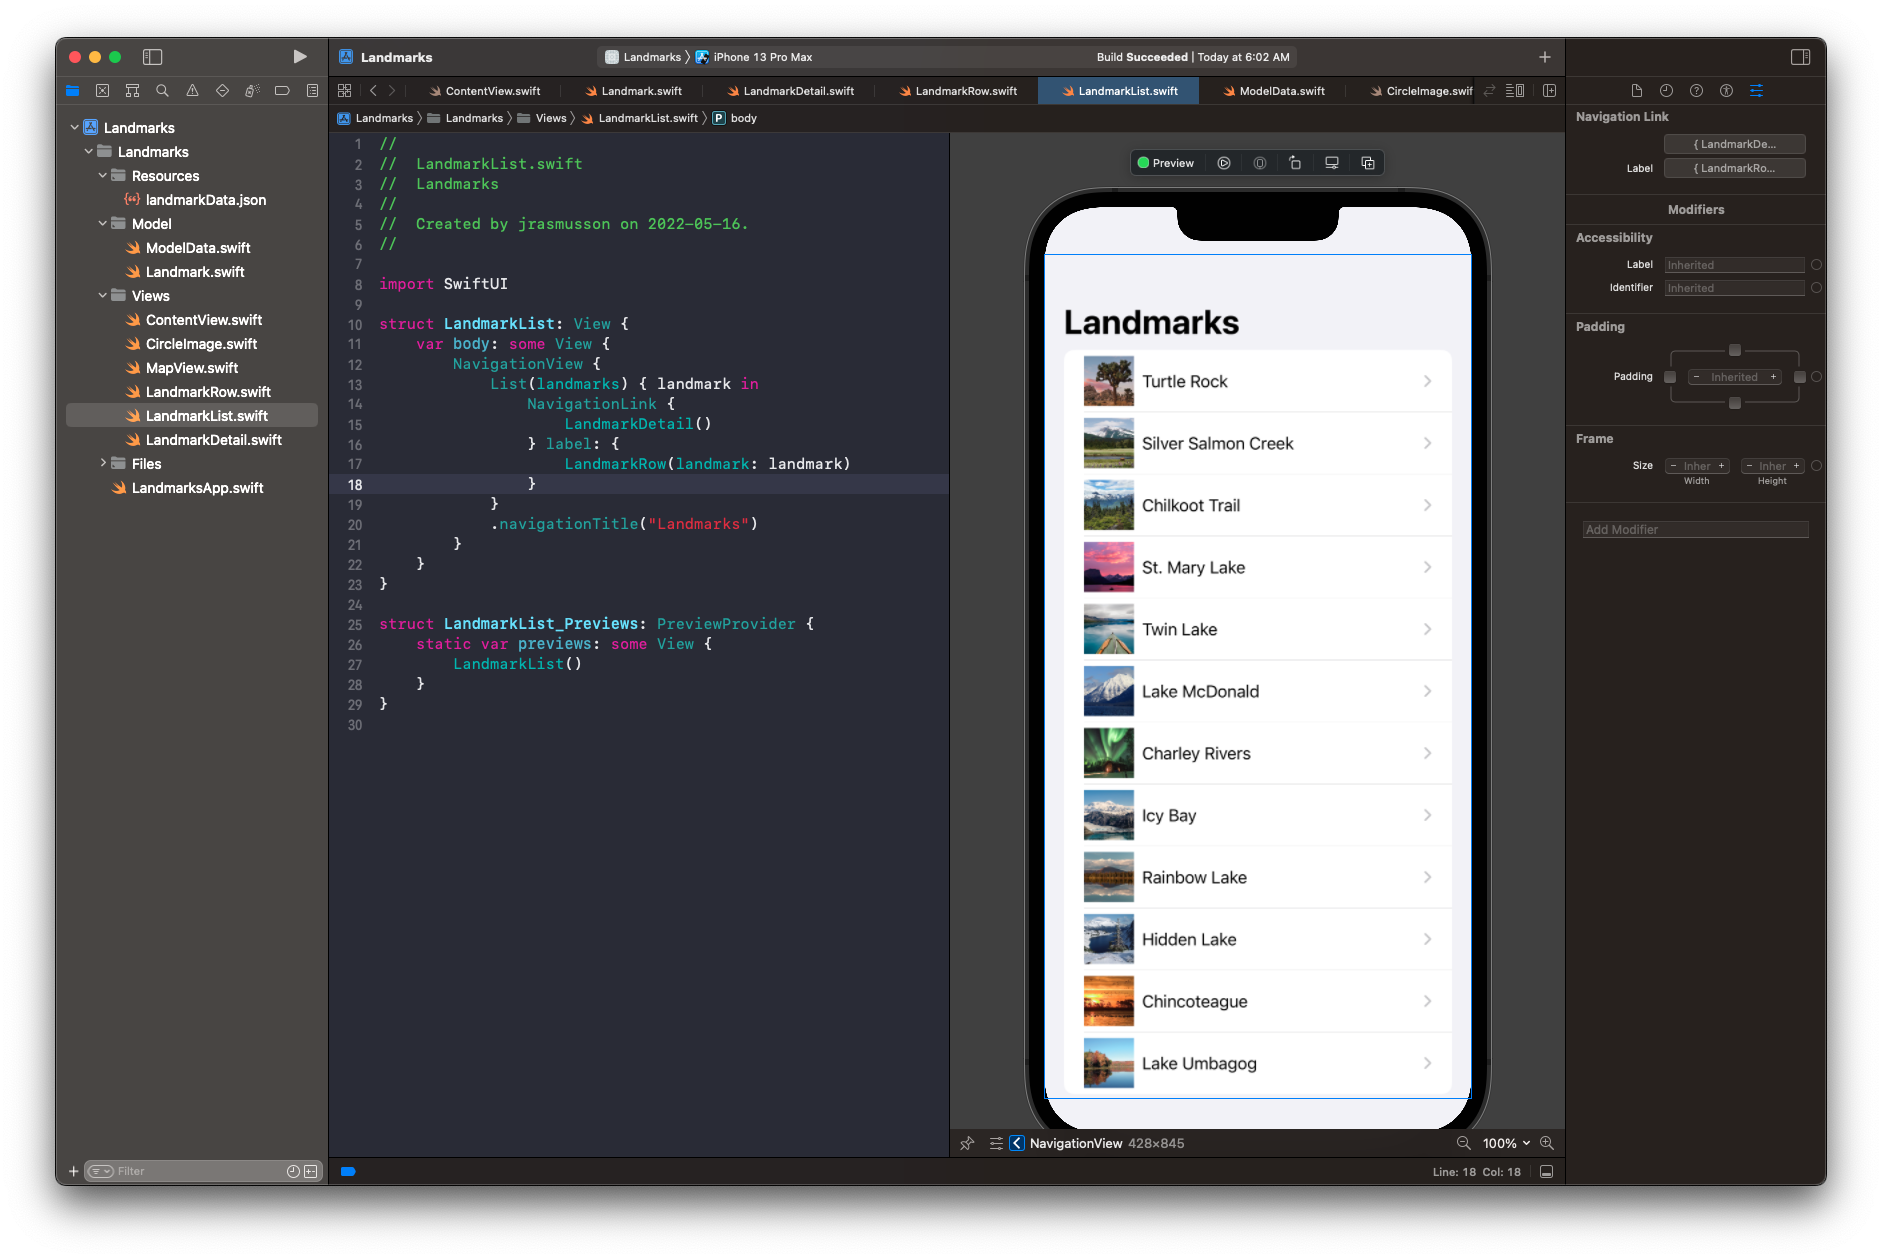 Landmarks
Landmarks
iPhone 13 Pro Max
Build Succeeded | Today at 6:02 AM
ContentView.swift
Landmark.swift
LandmarkDetail.swift
LandmarkRow.swift
LandmarkList.swift
ModelData.swift
CircleImage.swif
Landmarks
Landmarks
Views
LandmarkList.swift
P body
Landmarks
Landmarks
Resources
landmarkData.json
Model
ModelData.swift
Landmark.swift
Views
ContentView.swift
CircleImage.swift
MapView.swift
LandmarkRow.swift
LandmarkList.swift
LandmarkDetail.swift
Files
LandmarksApp.swift
Filter
1 //
2 //  LandmarkList.swift
3 //  Landmarks
4 //
5 //  Created by jrasmusson on 2022-05-16.
6 //
7
8 import SwiftUI
9
10 struct LandmarkList: View {
11     var body: some View {
12         NavigationView {
13             List(landmarks) { landmark in
14                 NavigationLink {
15                     LandmarkDetail()
16                 } label: {
17                     LandmarkRow(landmark: landmark)
18                 }
19             }
20             .navigationTitle("Landmarks")
21         }
22     }
23 }
24
25 struct LandmarkList_Previews: PreviewProvider {
26     static var previews: some View {
27         LandmarkList()
28     }
29 }
30
Preview
Landmarks
Turtle Rock
Silver Salmon Creek
Chilkoot Trail
St. Mary Lake
Twin Lake
Lake McDonald
Charley Rivers
Icy Bay
Rainbow Lake
Hidden Lake
Chincoteague
Lake Umbagog
NavigationView 428×845
100%
Line: 18 Col: 18
Navigation Link
{ LandmarkDe...
Label { LandmarkRo...
Modifiers
Accessibility
Label Inherited
Identifier Inherited
Padding
Padding − Inherited +
Frame
Size − Inher + − Inher +
Width Height
Add Modifier